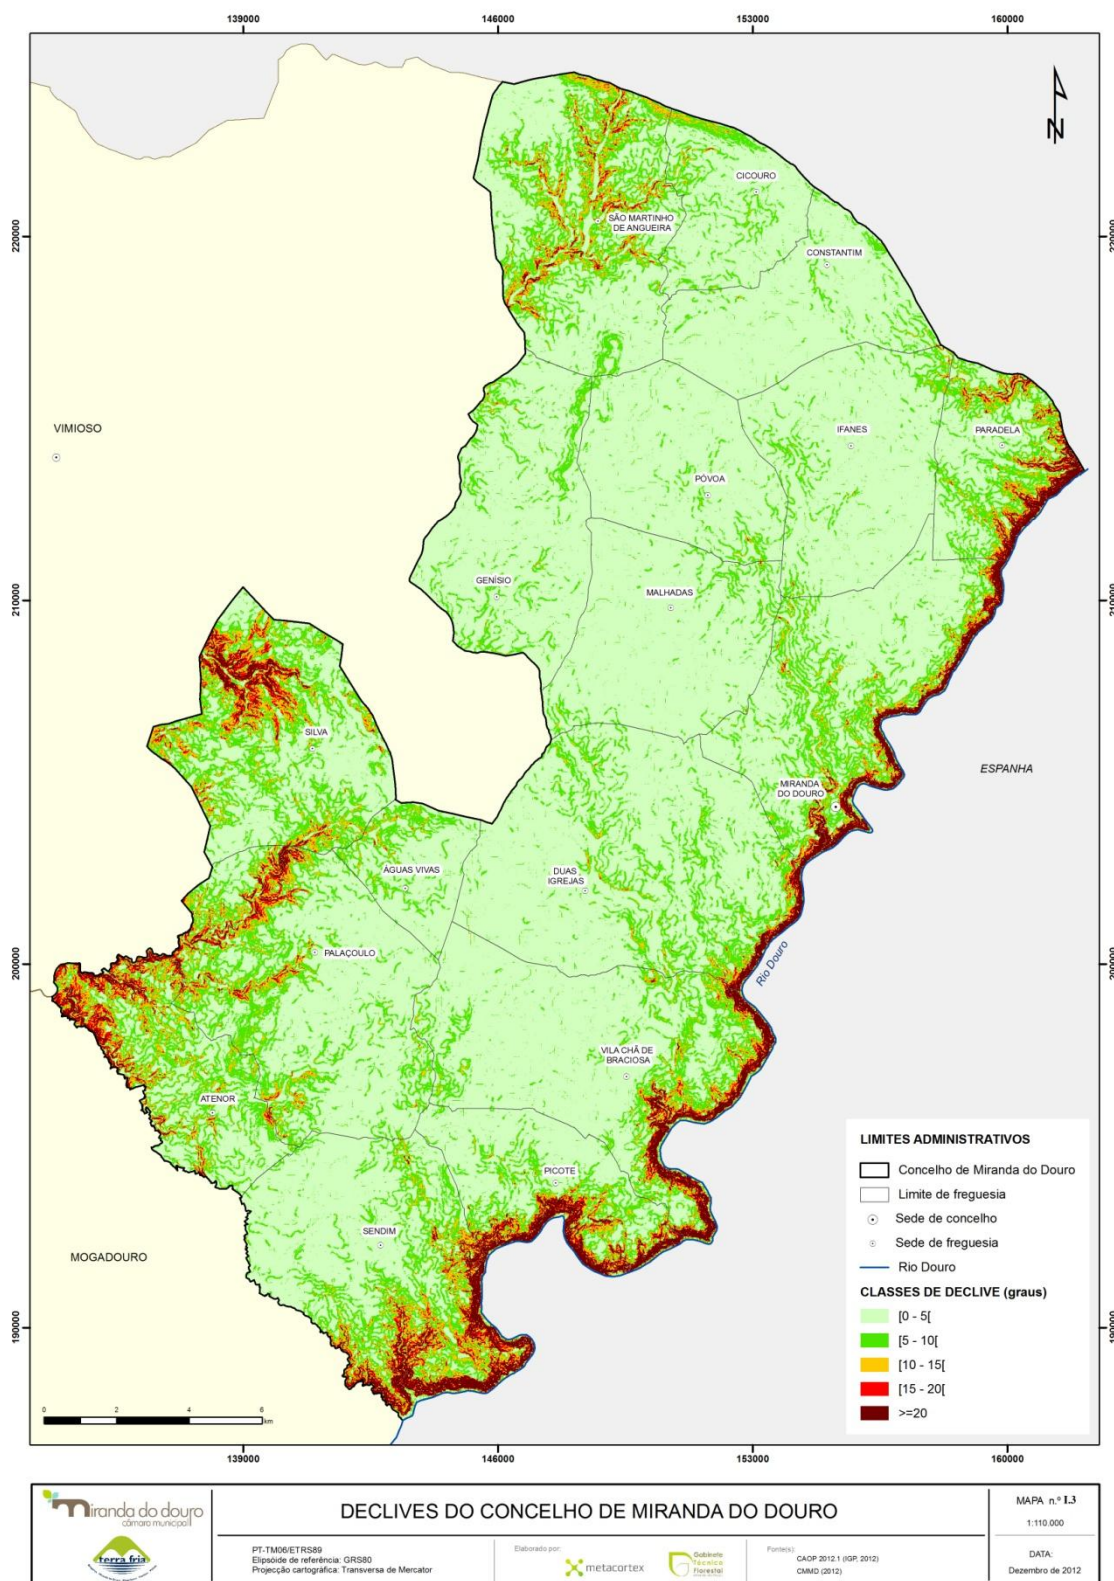 139000
146000
153000
160000
N
CICOURO
SÃO MARTINHO
DE ANGUEIRA
220000
220000
CONSTANTIM
VIMIOSO
IFANES
PARADELA
PÓVOA
GENÍSIO
MALHADAS
210000
210000
SILVA
ESPANHA
MIRANDA
DO DOURO
ÁGUAS VIVAS
DUAS
IGREJAS
PALAÇOULO
Rio Douro
200000
200000
VILA CHÃ DE
BRACIOSA
ATENOR
PICOTE
SENDIM
MOGADOURO
190000
190000
LIMITES ADMINISTRATIVOS
Concelho de Miranda do Douro
Limite de freguesia
Sede de concelho
Sede de freguesia
Rio Douro
CLASSES DE DECLIVE (graus)
[0 - 5[
[5 - 10[
[10 - 15[
[15 - 20[
>=20
0 2 4 6
km
139000
146000
153000
160000
miranda do douro
câmara municipal
terra fria
DECLIVES DO CONCELHO DE MIRANDA DO DOURO
PT-TM06/ETRS89
Elipsóide de referência: GRS80
Projecção cartográfica: Transversa de Mercator
Elaborado por:
metacortex
Gabinete
Técnico
Florestal
Fonte(s):
CAOP 2012.1 (IGP, 2012)
CMMD (2012)
MAPA n.º I.3
1:110.000
DATA:
Dezembro de 2012